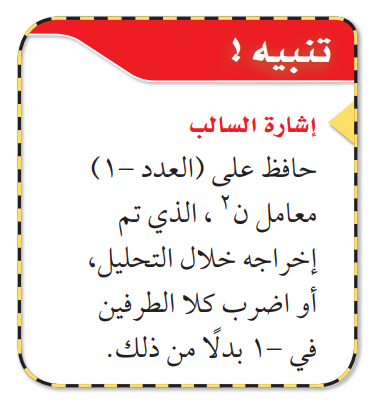 تنبيه !
إشارة السالب
حافظ على (العدد -١)
معامل ن٢ ، الذي تم
إخراجه خلال التحليل،
أو اضرب كلا الطرفين
في -١ بدلًا من ذلك.